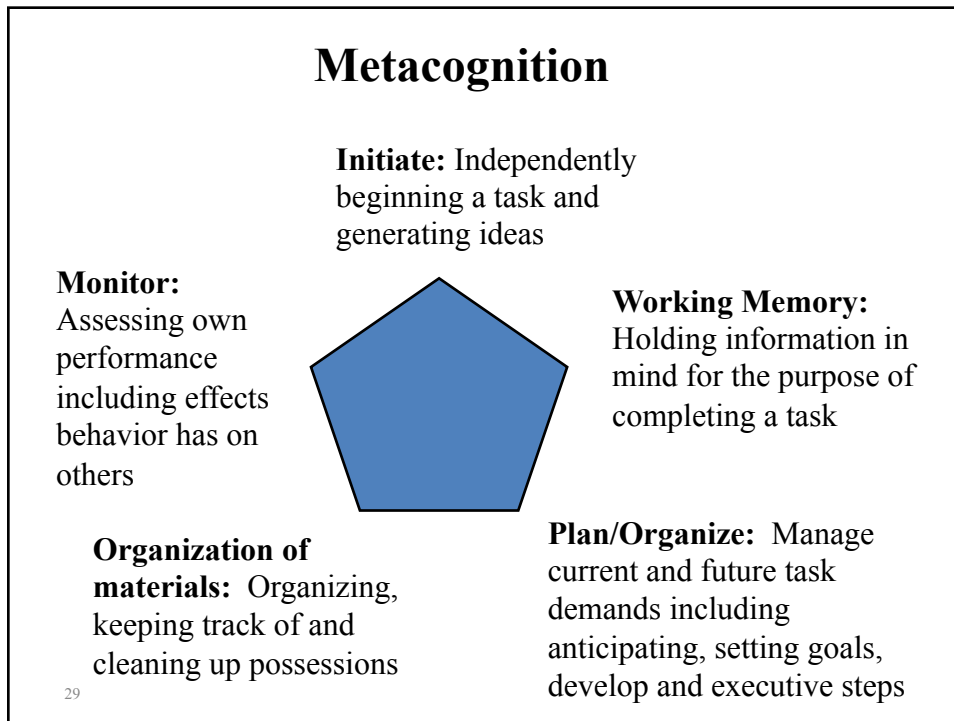 Metacognition
Initiate: Independently
beginning a task and
generating ideas
Monitor:
Assessing own
performance
including effects
behavior has on
others
Working Memory:
Holding information in
mind for the purpose of
completing a task
Organization of
materials:  Organizing,
keeping track of and
cleaning up possessions
Plan/Organize:  Manage
current and future task
demands including
anticipating, setting goals,
develop and executive steps
29